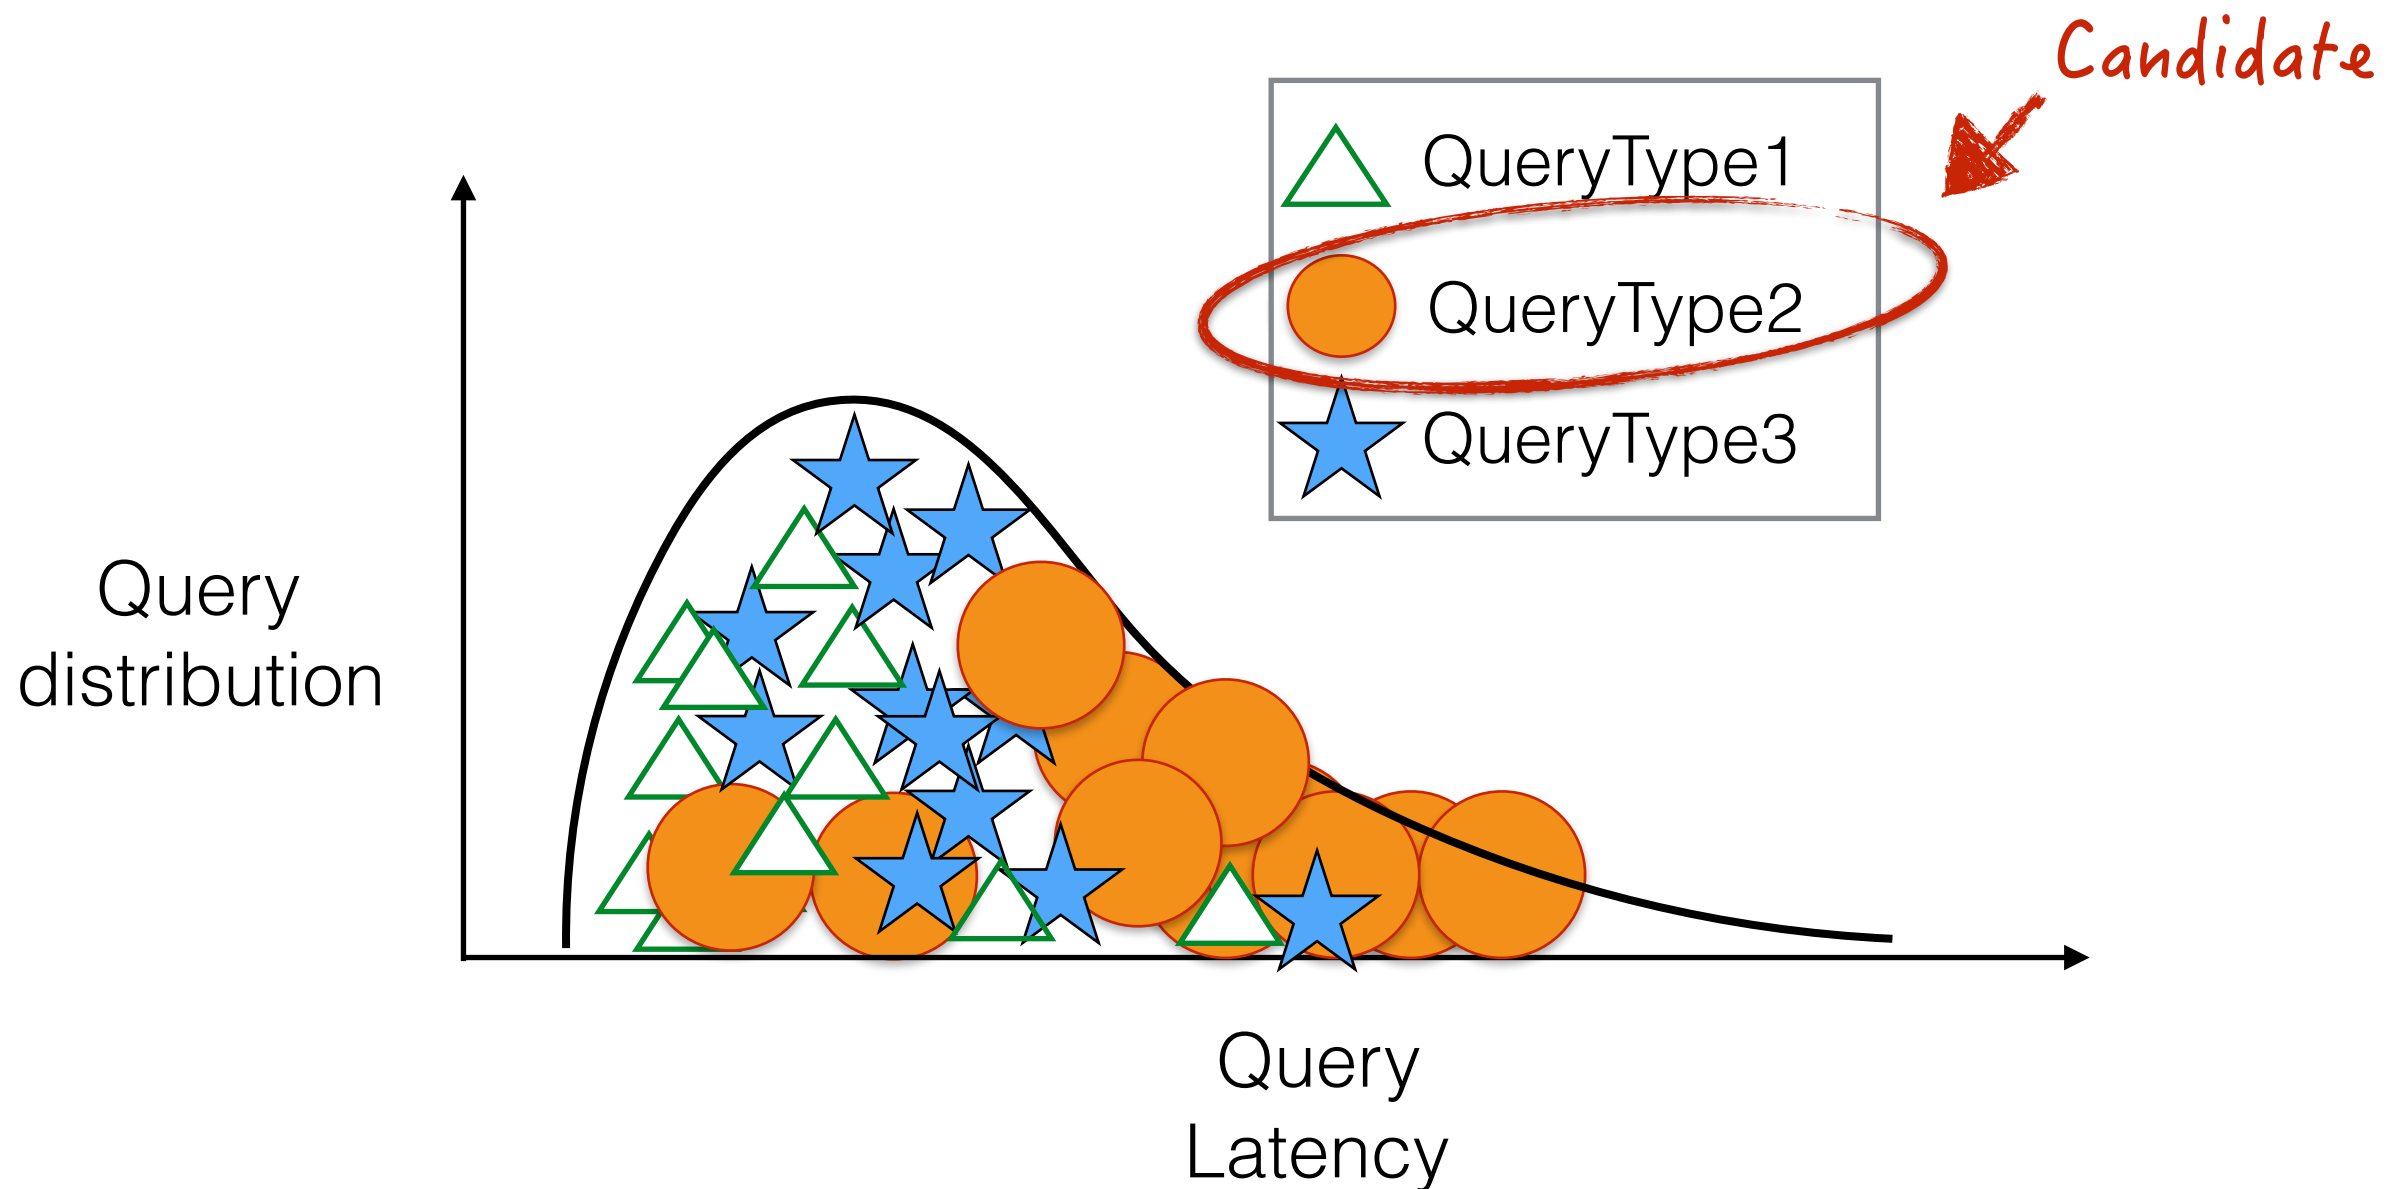 Candidate
QueryType1
QueryType2
QueryType3
Query
distribution
Query
Latency